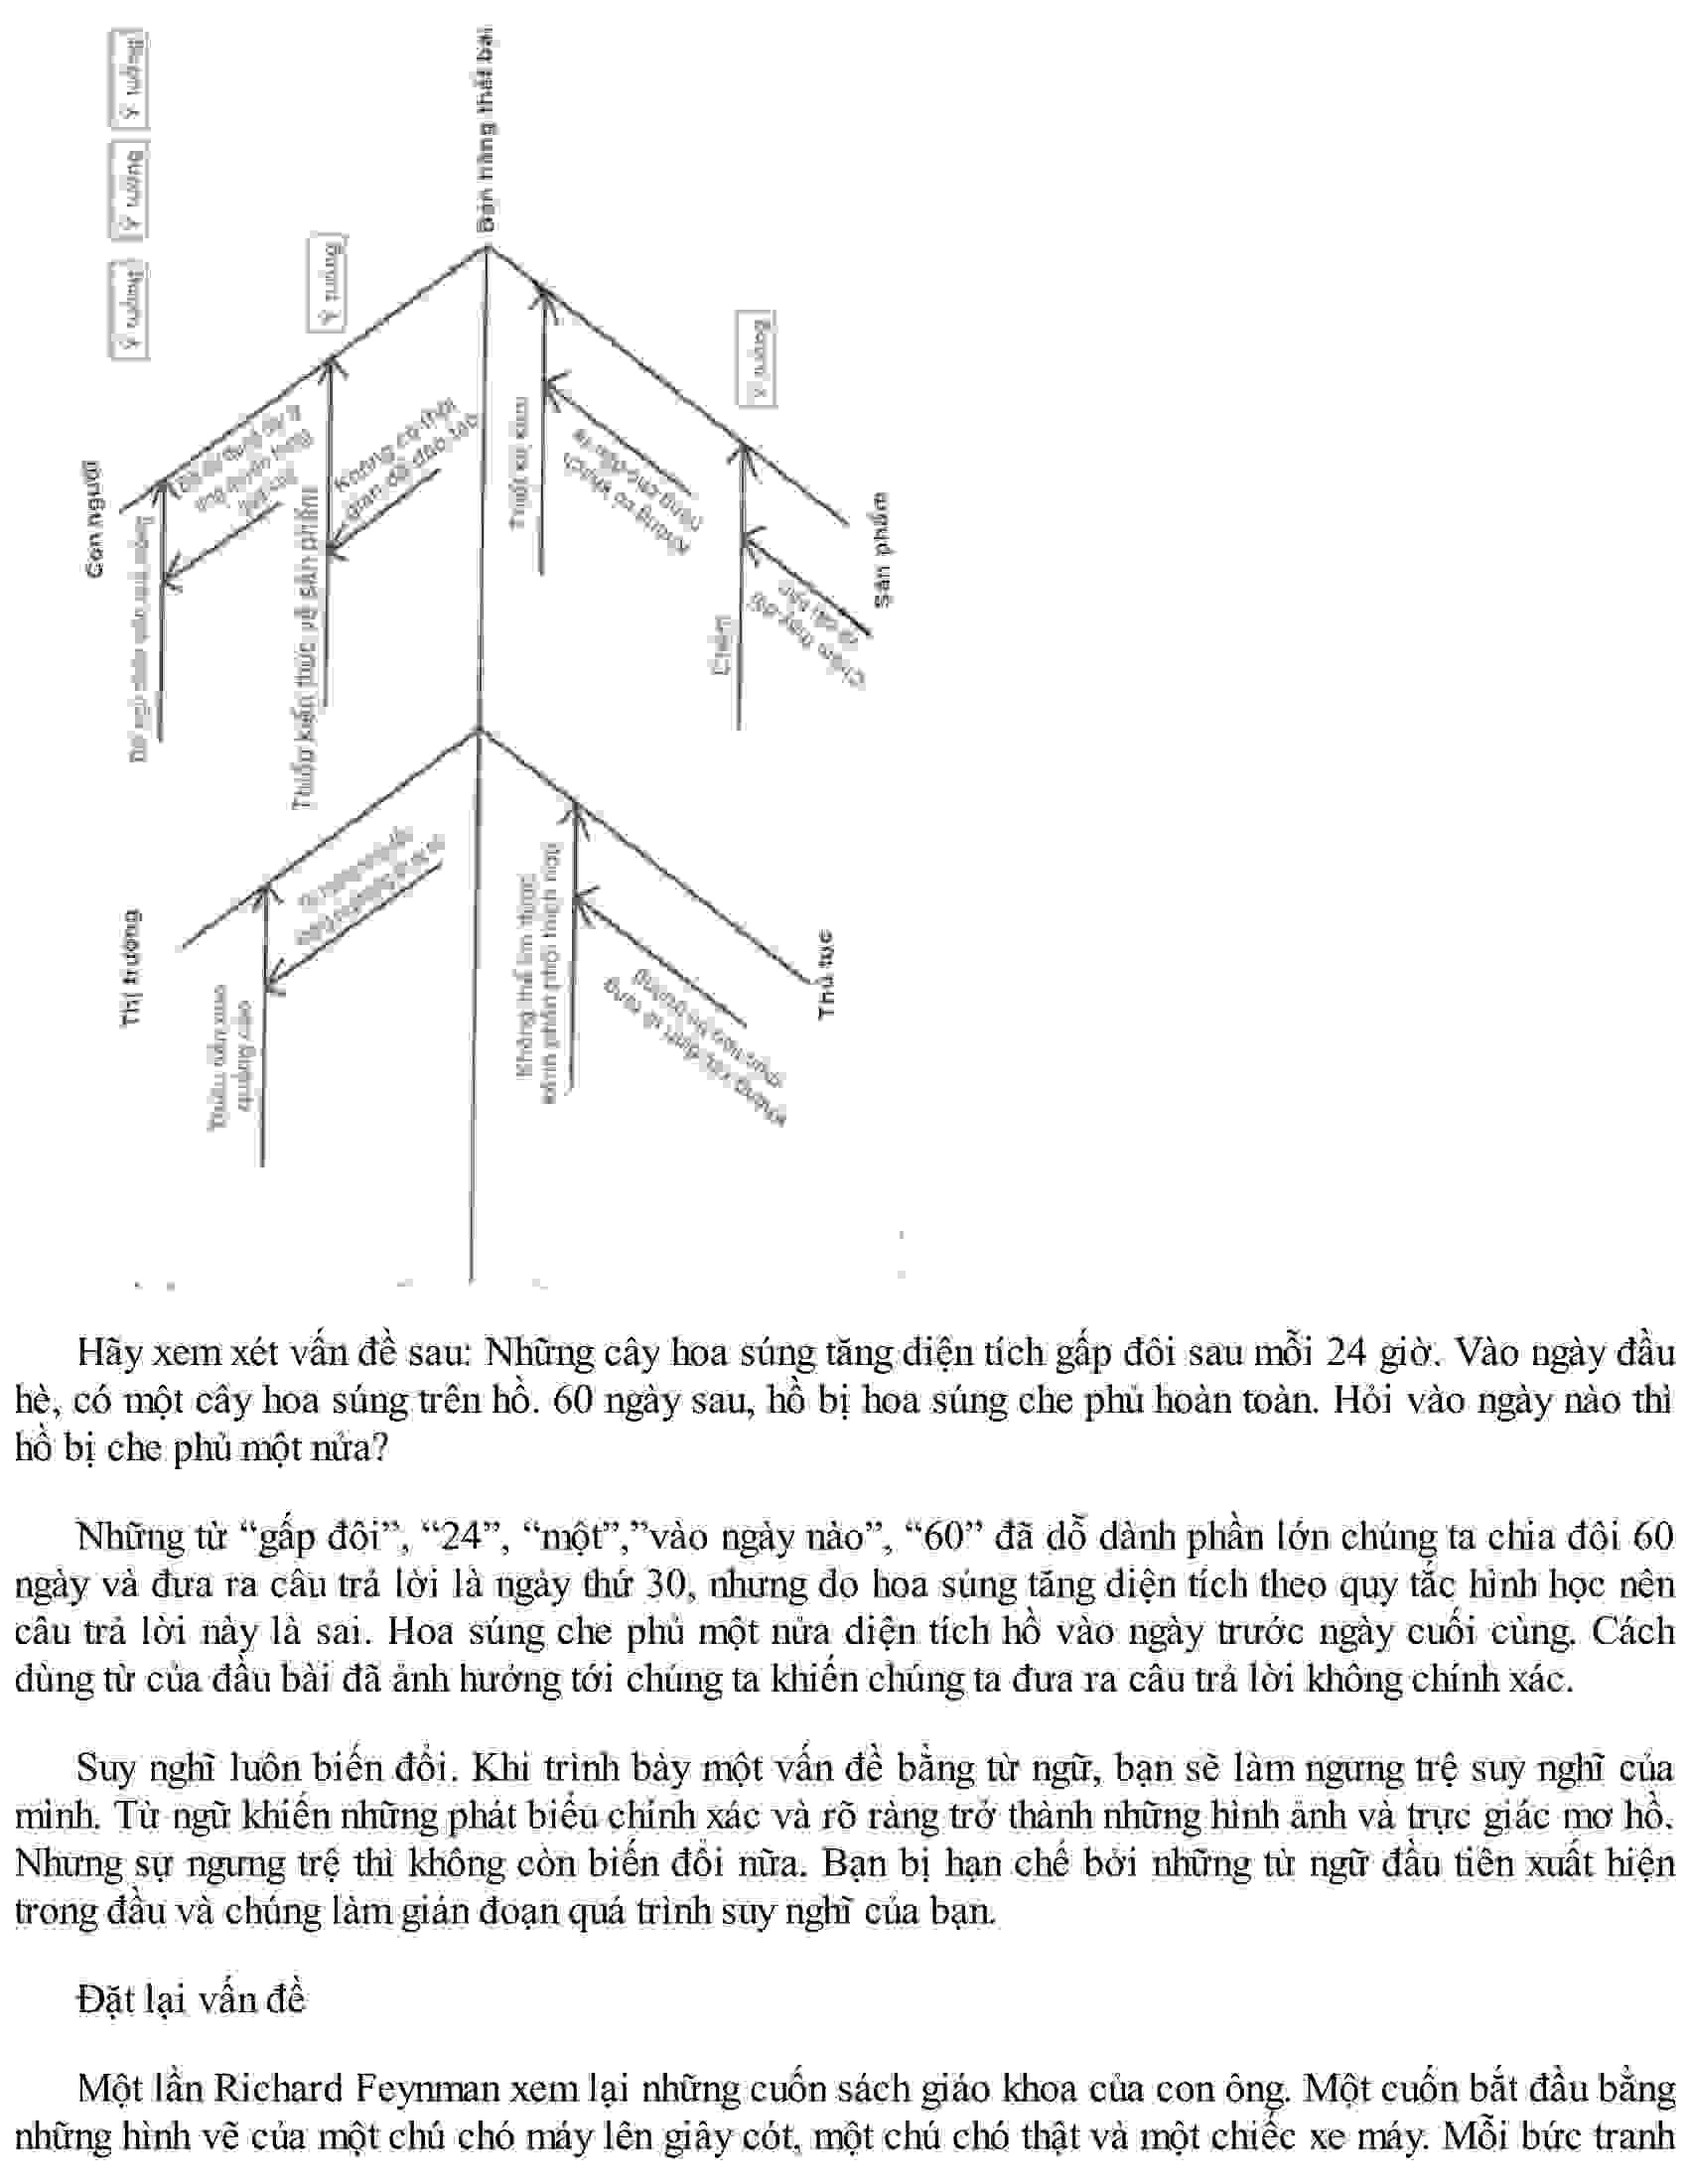 Bán hàng thất bại
Ý tưởng
Ý tưởng
Ý tưởng
Ý tưởng
Ý tưởng
Con người
Thiếu kiến thức về sản phẩm
Không có thời
gian để đào tạo
Thiết kế kém
Sản phẩm
Chậm
Thị trường
Không thể tìm được
kênh phân phối thích hợp
Thủ tục
Hãy xem xét vấn đề sau: Những cây hoa súng tăng diện tích gấp đôi sau mỗi 24 giờ. Vào ngày đầu
hè, có một cây hoa súng trên hồ. 60 ngày sau, hồ bị hoa súng che phủ hoàn toàn. Hỏi vào ngày nào thì
hồ bị che phủ một nửa?
Những từ “gấp đôi”, “24”, “một”,”vào ngày nào”, “60” đã dỗ dành phần lớn chúng ta chia đôi 60
ngày và đưa ra câu trả lời là ngày thứ 30, nhưng do hoa súng tăng diện tích theo quy tắc hình học nên
câu trả lời này là sai. Hoa súng che phủ một nửa diện tích hồ vào ngày trước ngày cuối cùng. Cách
dùng từ của đầu bài đã ảnh hưởng tới chúng ta khiến chúng ta đưa ra câu trả lời không chính xác.
Suy nghĩ luôn biến đổi. Khi trình bày một vấn đề bằng từ ngữ, bạn sẽ làm ngưng trệ suy nghĩ của
mình. Từ ngữ khiến những phát biểu chính xác và rõ ràng trở thành những hình ảnh và trực giác mơ hồ.
Nhưng sự ngưng trệ thì không còn biến đổi nữa. Bạn bị hạn chế bởi những từ ngữ đầu tiên xuất hiện
trong đầu và chúng làm gián đoạn quá trình suy nghĩ của bạn.
Đặt lại vấn đề
Một lần Richard Feynman xem lại những cuốn sách giáo khoa của con ông. Một cuốn bắt đầu bằng
những hình vẽ của một chú chó máy lên giây cót, một chú chó thật và một chiếc xe máy. Mỗi bức tranh